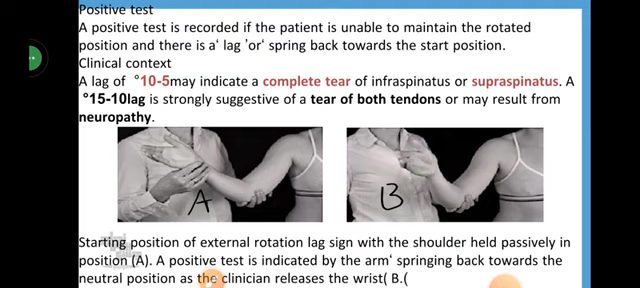 Positive test
A positive test is recorded if the patient is unable to maintain the rotated
position and there is a‘ lag ’or‘ spring back towards the start position.
Clinical context
A lag of °10-5may indicate a complete tear of infraspinatus or supraspinatus. A
°15-10lag is strongly suggestive of a tear of both tendons or may result from
neuropathy.
A
B
Starting position of external rotation lag sign with the shoulder held passively in
position (A). A positive test is indicated by the arm‘ springing back towards the
neutral position as the clinician releases the wrist( B.(